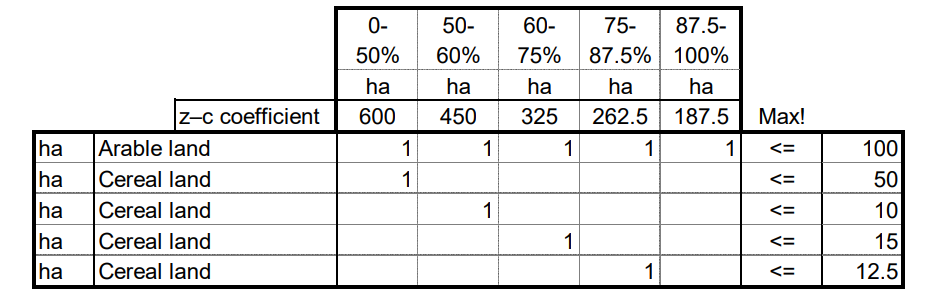 0- 50- 60- 75- 87.5-
50% 60% 75% 87.5% 100%
ha ha ha ha ha
z–c coefficient 600 450 325 262.5 187.5 Max!
ha Arable land 1 1 1 1 1 <= 100
ha Cereal land 1 <= 50
ha Cereal land 1 <= 10
ha Cereal land 1 <= 15
ha Cereal land 1 <= 12.5